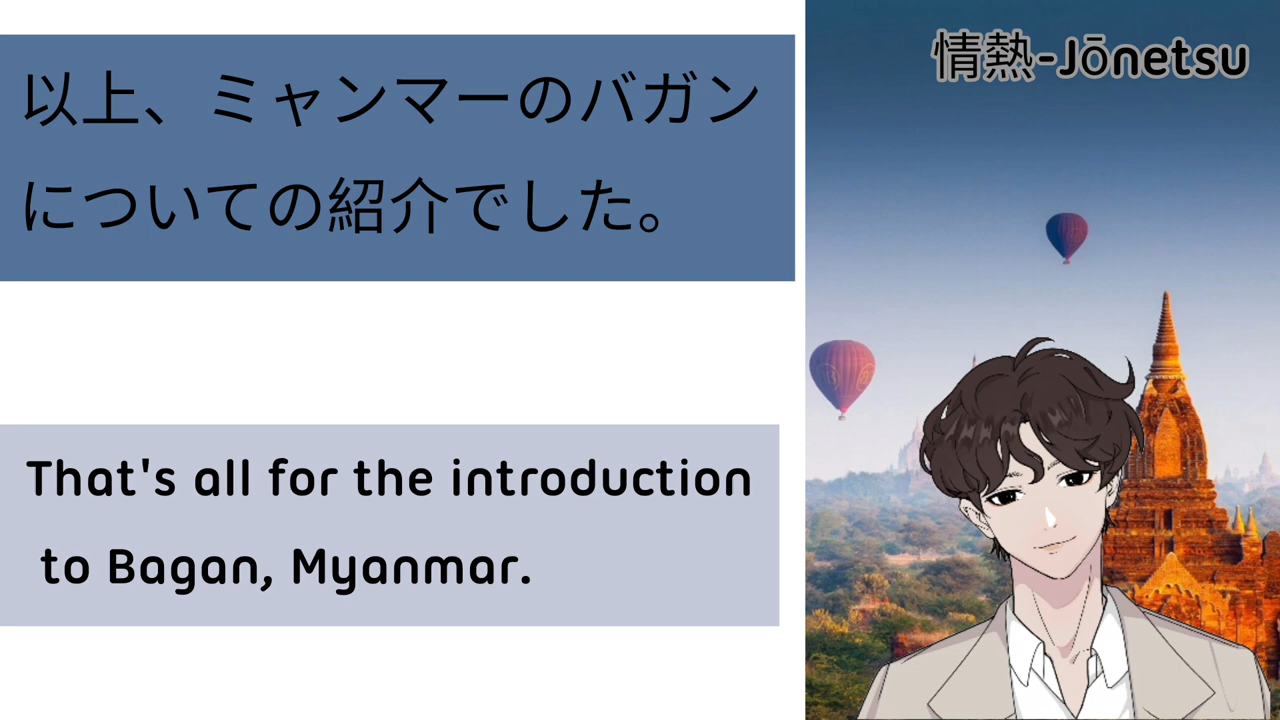 以上、ミャンマーのバガン
についての紹介でした。
That's all for the introduction
to Bagan, Myanmar.
情熱-Jōnetsu